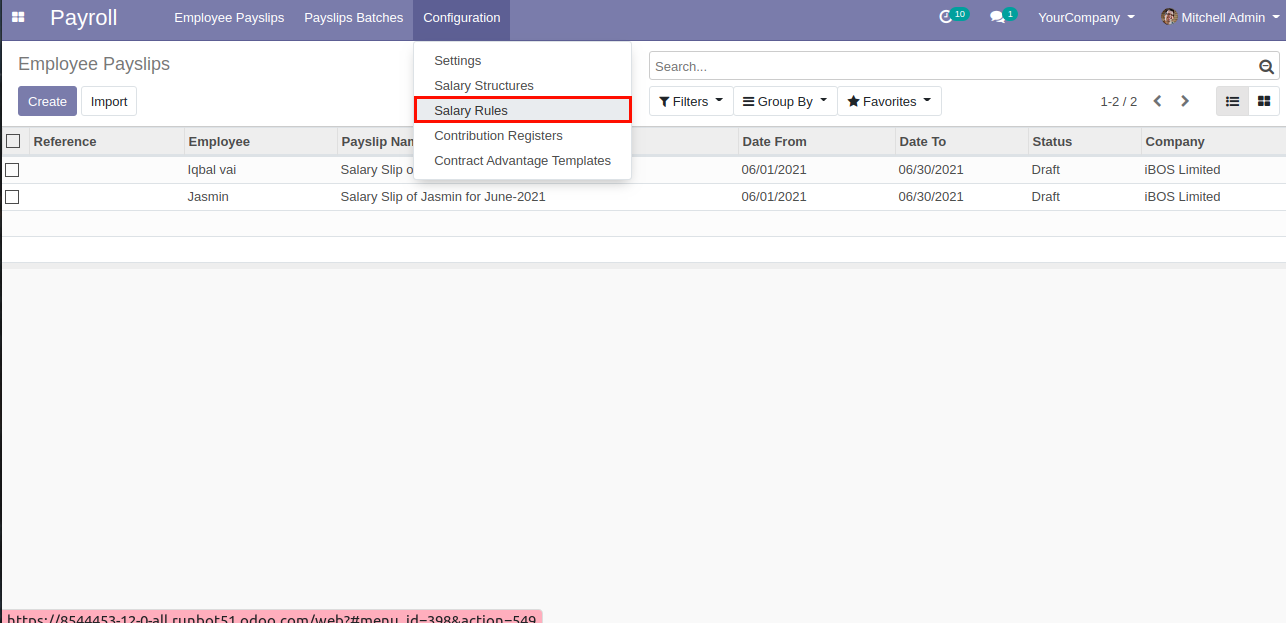 Payroll Employee Payslips Payslips Batches Configuration 10 1 YourCompany Mitchell Admin
Employee Payslips
Search...
Create Import
Filters Group By Favorites 1-2 / 2
Settings
Salary Structures
Salary Rules
Contribution Registers
Contract Advantage Templates
Reference Employee Payslip Nam Date From Date To Status Company
Iqbal vai Salary Slip o 06/01/2021 06/30/2021 Draft iBOS Limited
Jasmin Salary Slip of Jasmin for June-2021 06/01/2021 06/30/2021 Draft iBOS Limited
https://8544453-12-0-all.runbot51.odoo.com/web?#menu_id=398&action=549